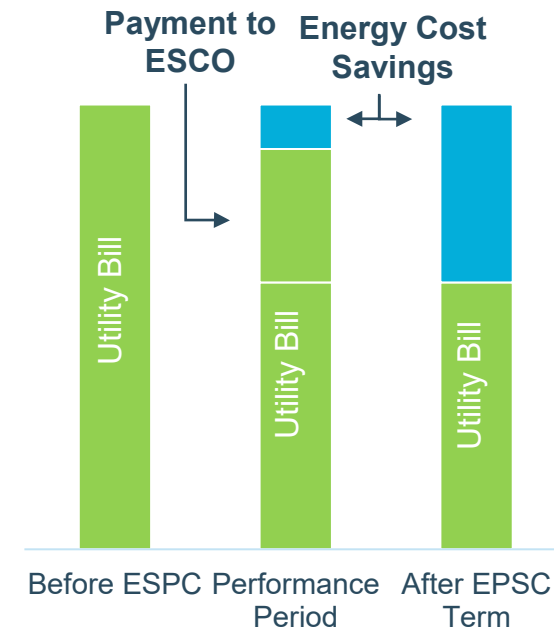 Payment to
ESCO
Energy Cost
Savings
Utility Bill
Utility Bill
Utility Bill
Before ESPC
Performance
Period
After EPSC
Term